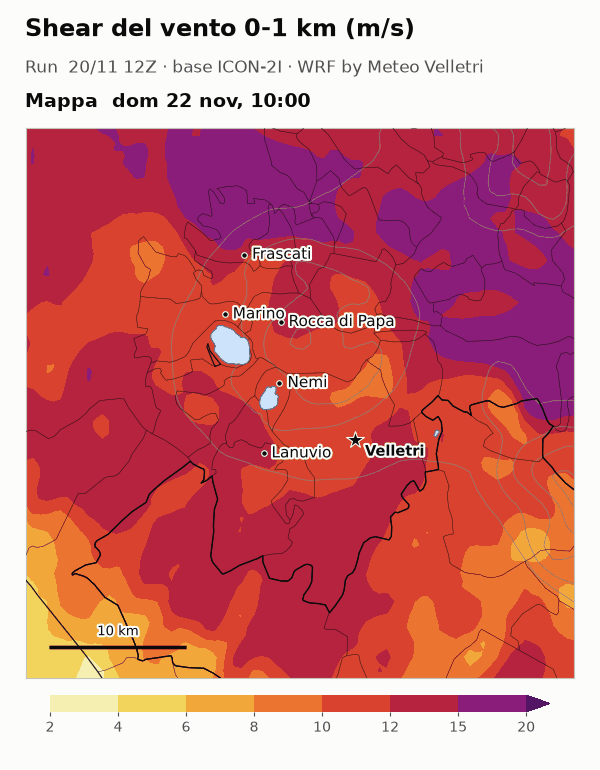 Shear del vento 0-1 km (m/s)
Run  20/11 12Z · base ICON-2I · WRF by Meteo Velletri
Mappa  dom 22 nov, 10:00
Frascati
Marino
Rocca di Papa
Nemi
Velletri
Lanuvio
10 km
2 4 6 8 10 12 15 20